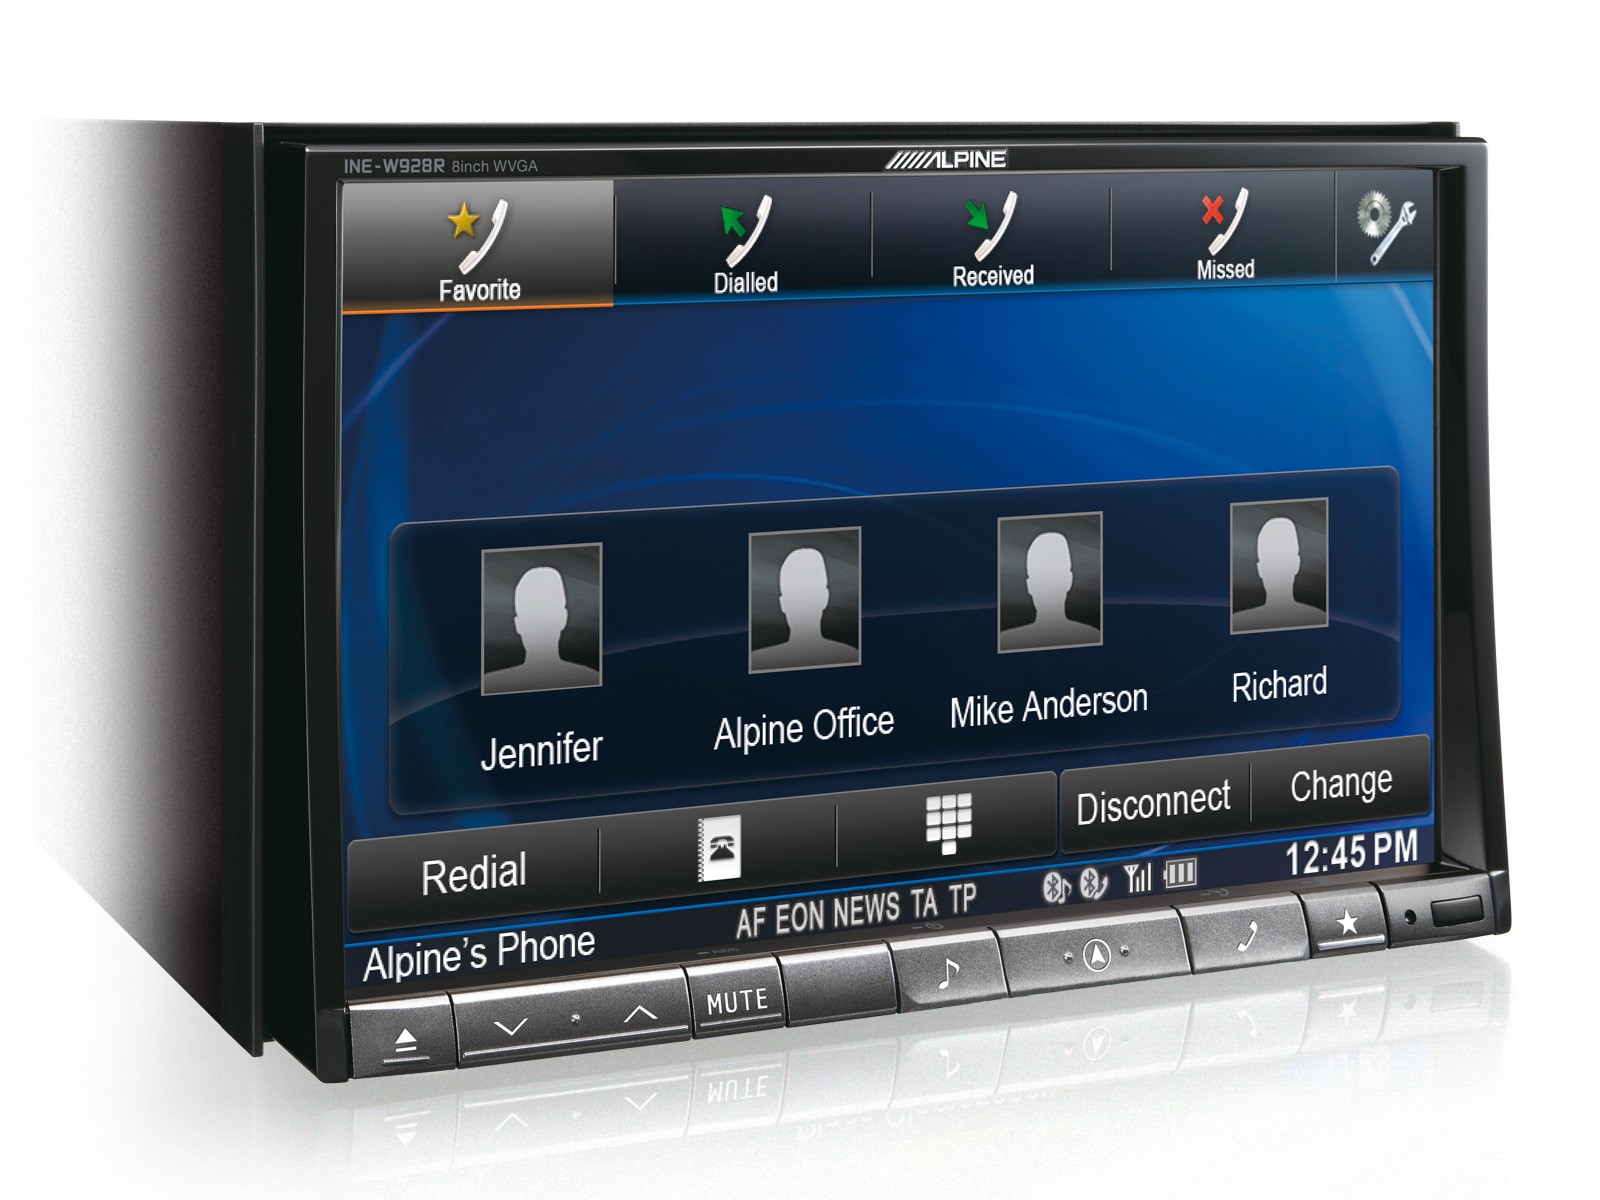 INE-W928R 8inch WVGA
ALPINE
Favorite
Dialled
Received
Missed
Jennifer
Alpine Office
Mike Anderson
Richard
Redial
Disconnect
Change
Alpine's Phone
AF EON NEWS TA TP
12:45 PM
MUTE